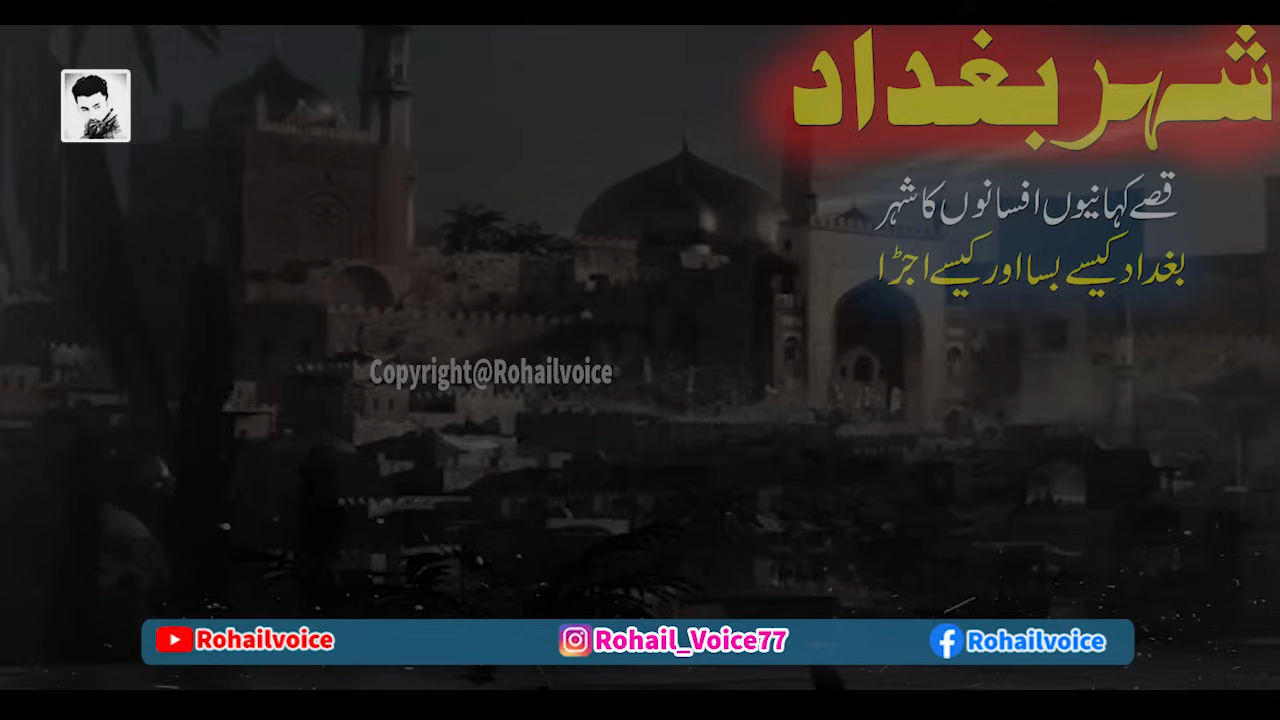 شہر بغداد
قصے کہانیوں افسانوں کا شہر
بغداد کیسے بسا اور کیسے اجڑا
Copyright@Rohailvoice
Rohailvoice
Rohail_Voice77
Rohailvoice